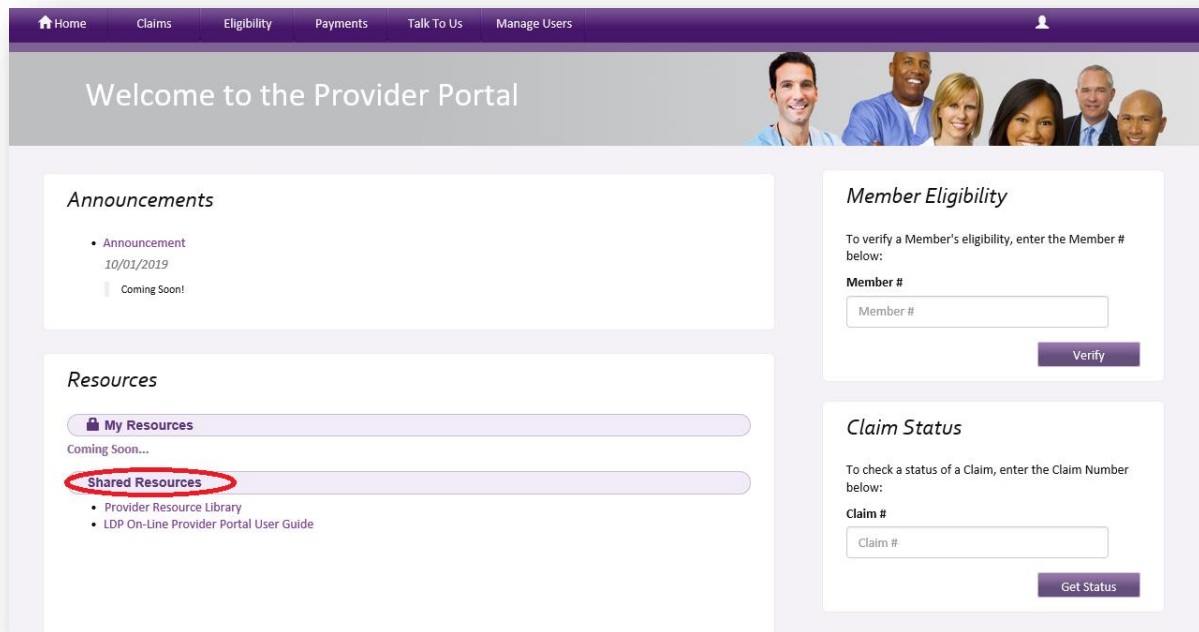 Home Claims Eligibility Payments Talk To Us Manage Users
Welcome to the Provider Portal
Announcements
Announcement
10/01/2019
Coming Soon!
Resources
My Resources
Coming Soon...
Shared Resources
Provider Resource Library
LDP On-Line Provider Portal User Guide
Member Eligibility
To verify a Member's eligibility, enter the Member #
below:
Member #
Member #
Verify
Claim Status
To check a status of a Claim, enter the Claim Number
below:
Claim #
Claim #
Get Status